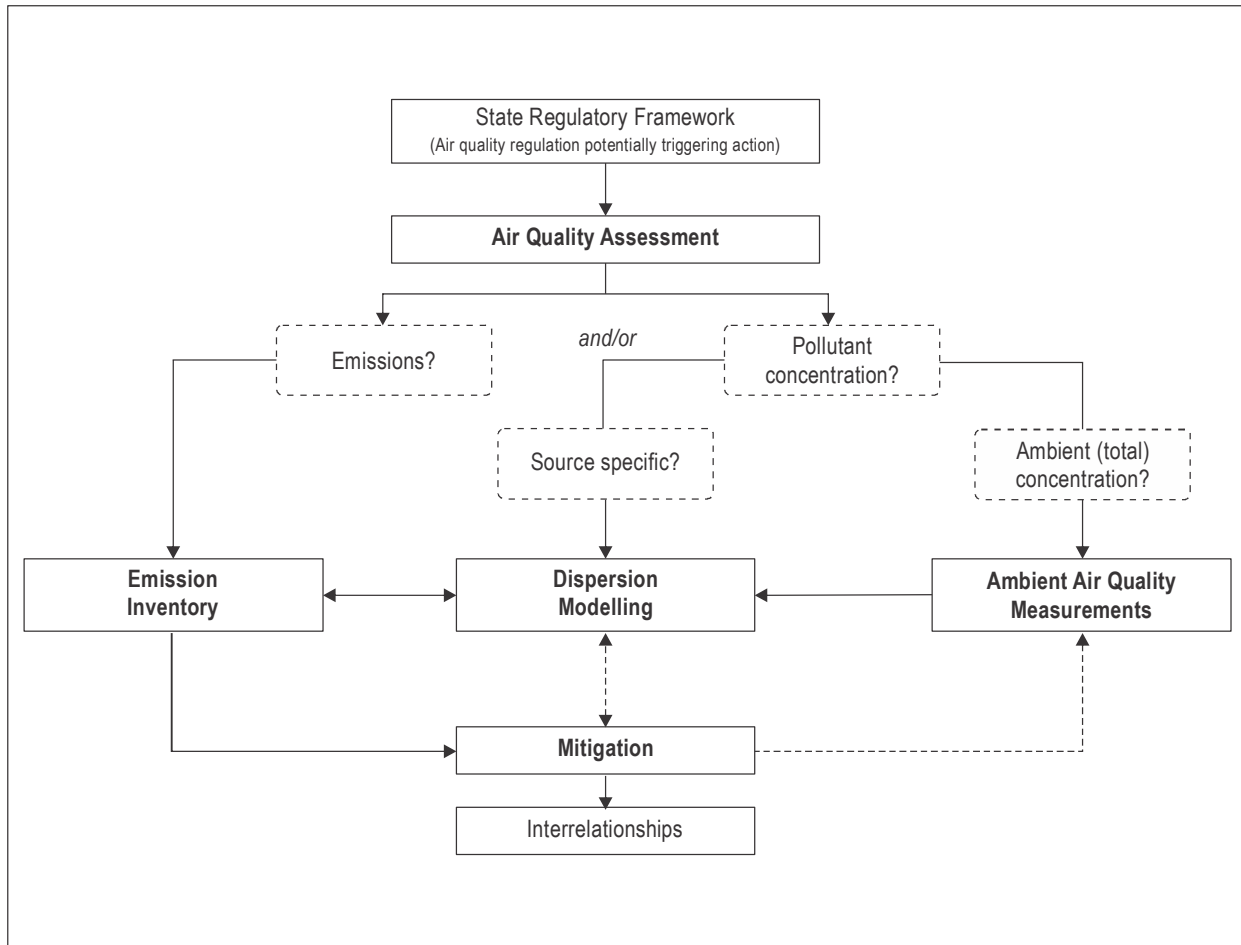 State Regulatory Framework
(Air quality regulation potentially triggering action)
Air Quality Assessment
and/or
Emissions?
Pollutant
concentration?
Source specific?
Ambient (total)
concentration?
Emission
Inventory
Dispersion
Modelling
Ambient Air Quality
Measurements
Mitigation
Interrelationships